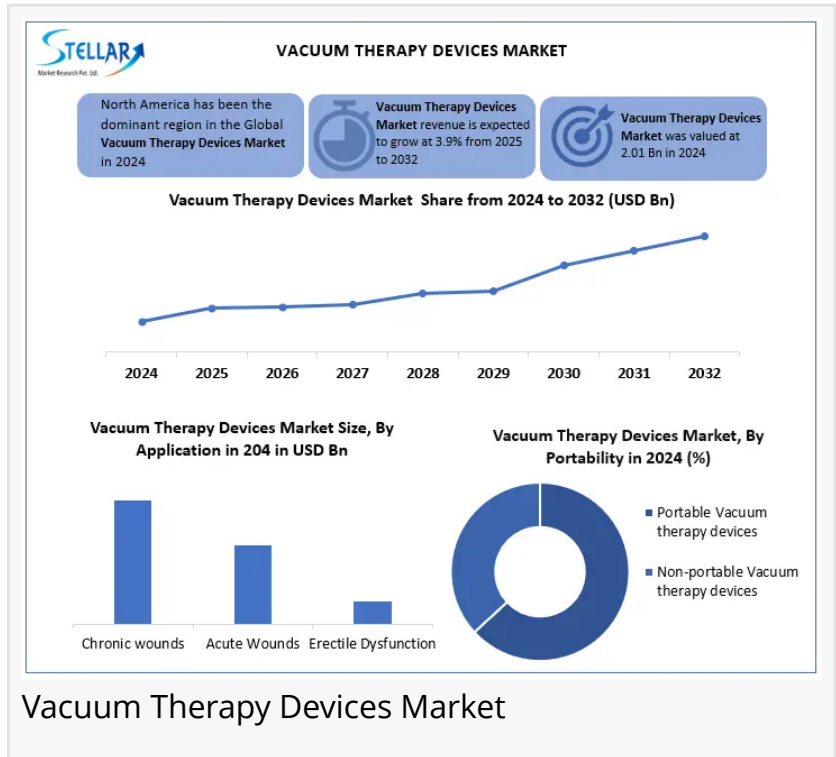 STELLAR
Market Research Pvt. Ltd.
VACUUM THERAPY DEVICES MARKET
North America has been the
dominant region in the Global
Vacuum Therapy Devices Market
in 2024
Vacuum Therapy Devices
Market revenue is expected
to grow at 3.9% from 2025
to 2032
Vacuum Therapy Devices
Market was valued at
2.01 Bn in 2024
Vacuum Therapy Devices Market Share from 2024 to 2032 (USD Bn)
2024 2025 2026 2027 2028 2029 2030 2031 2032
Vacuum Therapy Devices Market Size, By
Application in 204 in USD Bn
Chronic wounds Acute Wounds Erectile Dysfunction
Vacuum Therapy Devices Market, By
Portability in 2024 (%)
Portable Vacuum
therapy devices
Non-portable Vacuum
therapy devices
Vacuum Therapy Devices Market